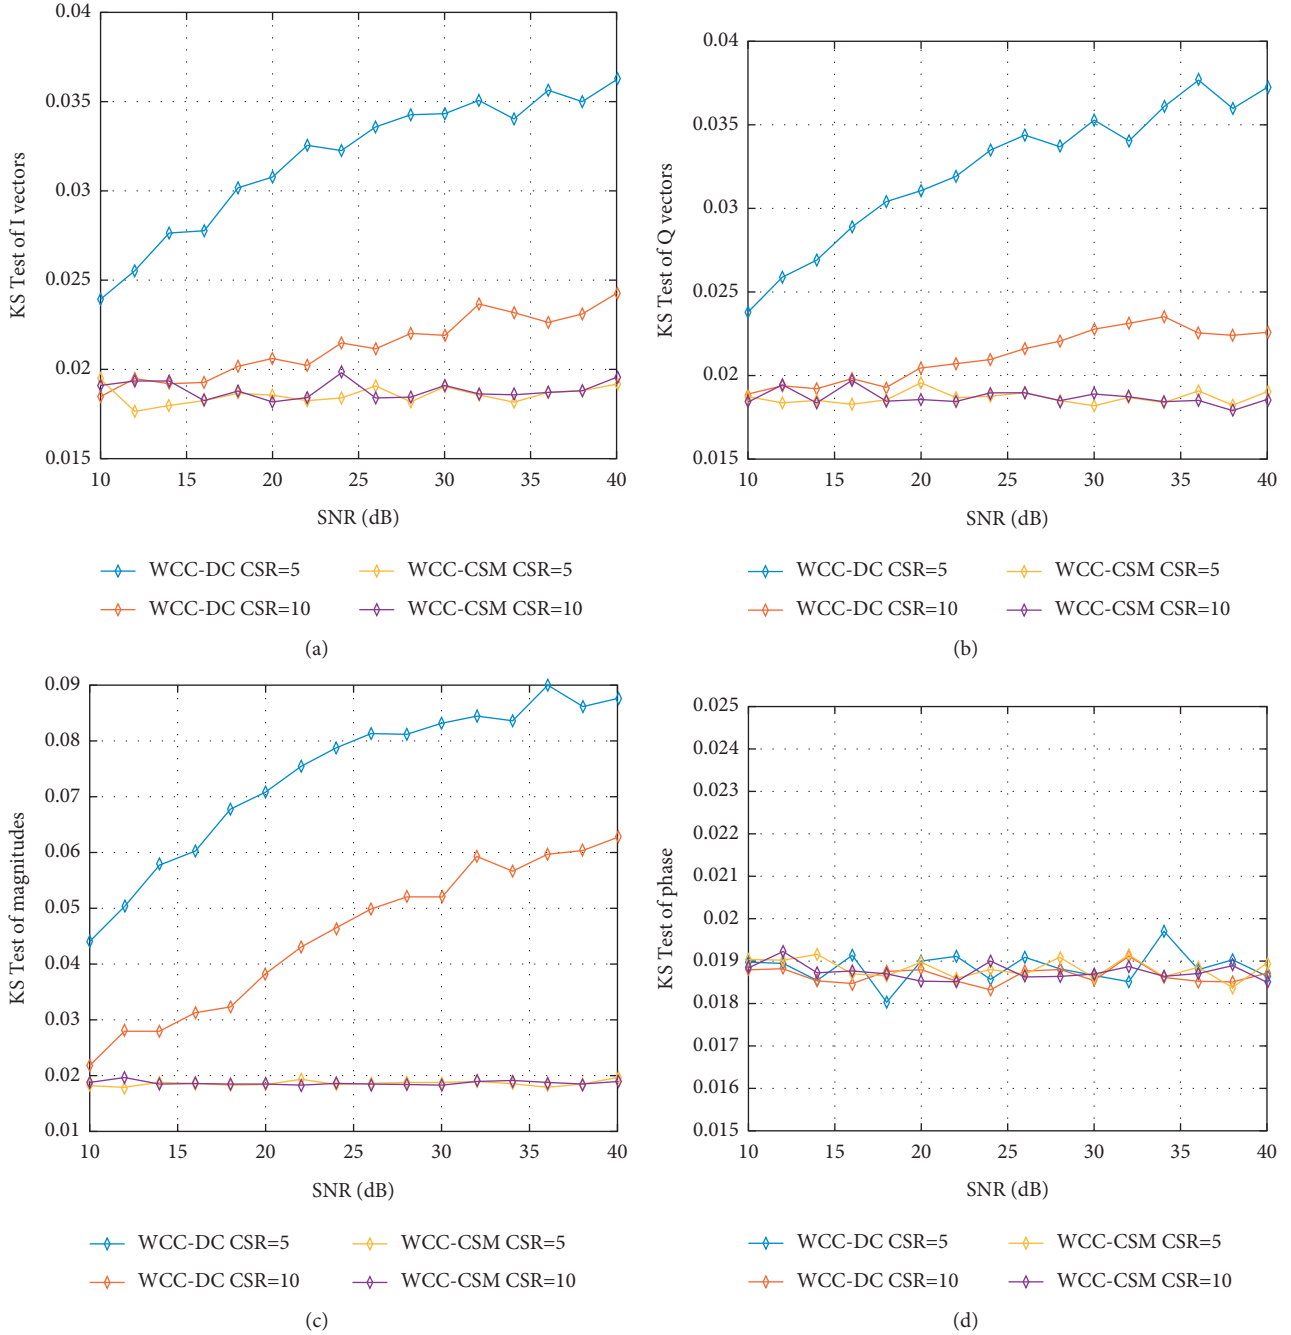 0.04
0.035
0.03
0.025
0.02
0.015
KS Test of I vectors
10 15 20 25 30 35 40
SNR (dB)
WCC-DC CSR=5
WCC-CSM CSR=5
WCC-DC CSR=10
WCC-CSM CSR=10
(a)
0.04
0.035
0.03
0.025
0.02
0.015
KS Test of Q vectors
10 15 20 25 30 35 40
SNR (dB)
WCC-DC CSR=5
WCC-CSM CSR=5
WCC-DC CSR=10
WCC-CSM CSR=10
(b)
0.09
0.08
0.07
0.06
0.05
0.04
0.03
0.02
0.01
KS Test of magnitudes
10 15 20 25 30 35 40
SNR (dB)
WCC-DC CSR=5
WCC-CSM CSR=5
WCC-DC CSR=10
WCC-CSM CSR=10
(c)
0.025
0.024
0.023
0.022
0.021
0.02
0.019
0.018
0.017
0.016
0.015
KS Test of phase
10 15 20 25 30 35 40
SNR (dB)
WCC-DC CSR=5
WCC-CSM CSR=5
WCC-DC CSR=10
WCC-CSM CSR=10
(d)